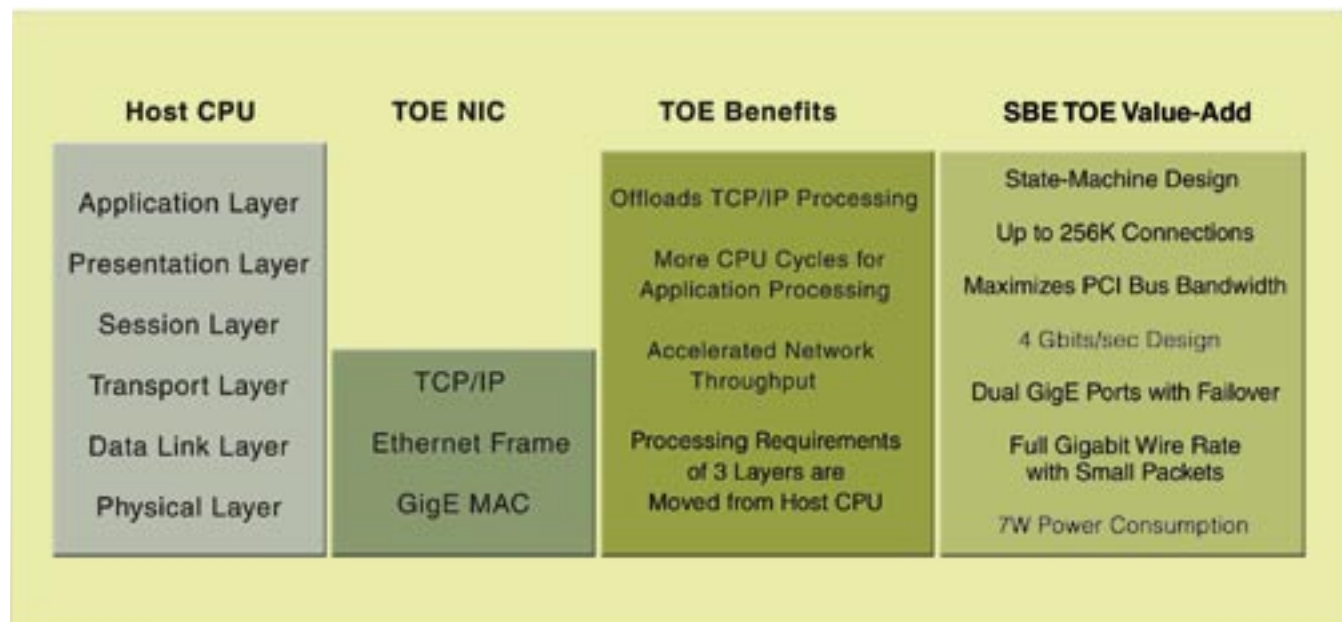 Host CPU
Application Layer
Presentation Layer
Session Layer
Transport Layer
Data Link Layer
Physical Layer
TOE NIC
TCP/IP
Ethernet Frame
GigE MAC
TOE Benefits
Offloads TCP/IP Processing
More CPU Cycles for
Application Processing
Accelerated Network
Throughput
Processing Requirements
of 3 Layers are
Moved from Host CPU
SBE TOE Value-Add
State-Machine Design
Up to 256K Connections
Maximizes PCI Bus Bandwidth
4 Gbits/sec Design
Dual GigE Ports with Failover
Full Gigabit Wire Rate
with Small Packets
7W Power Consumption